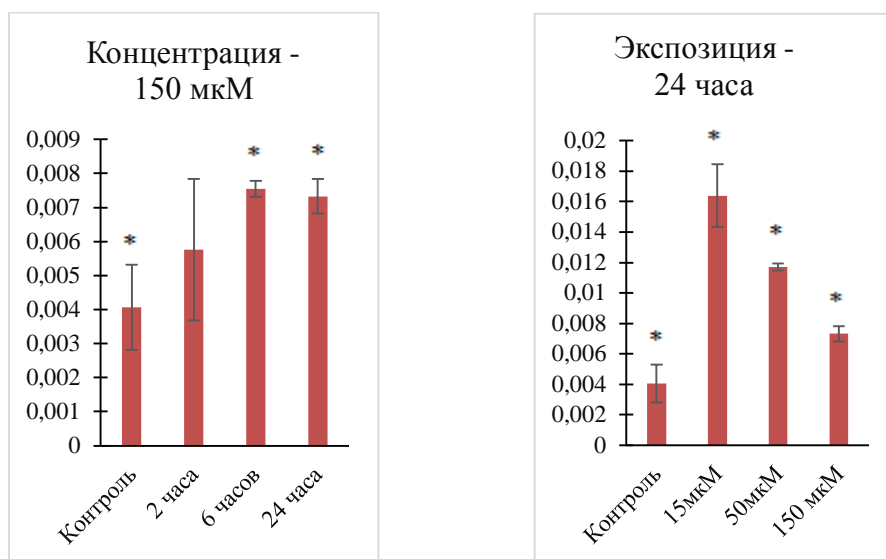 Концентрация -
150 мкМ
0,009
0,008
0,007
0,006
0,005
0,004
0,003
0,002
0,001
0
*
*
*
Контроль
2 часа
6 часов
24 часа
Экспозиция -
24 часа
0,02
0,018
0,016
0,014
0,012
0,01
0,008
0,006
0,004
0,002
0
*
*
*
*
Контроль
15мкМ
50мкМ
150 мкМ